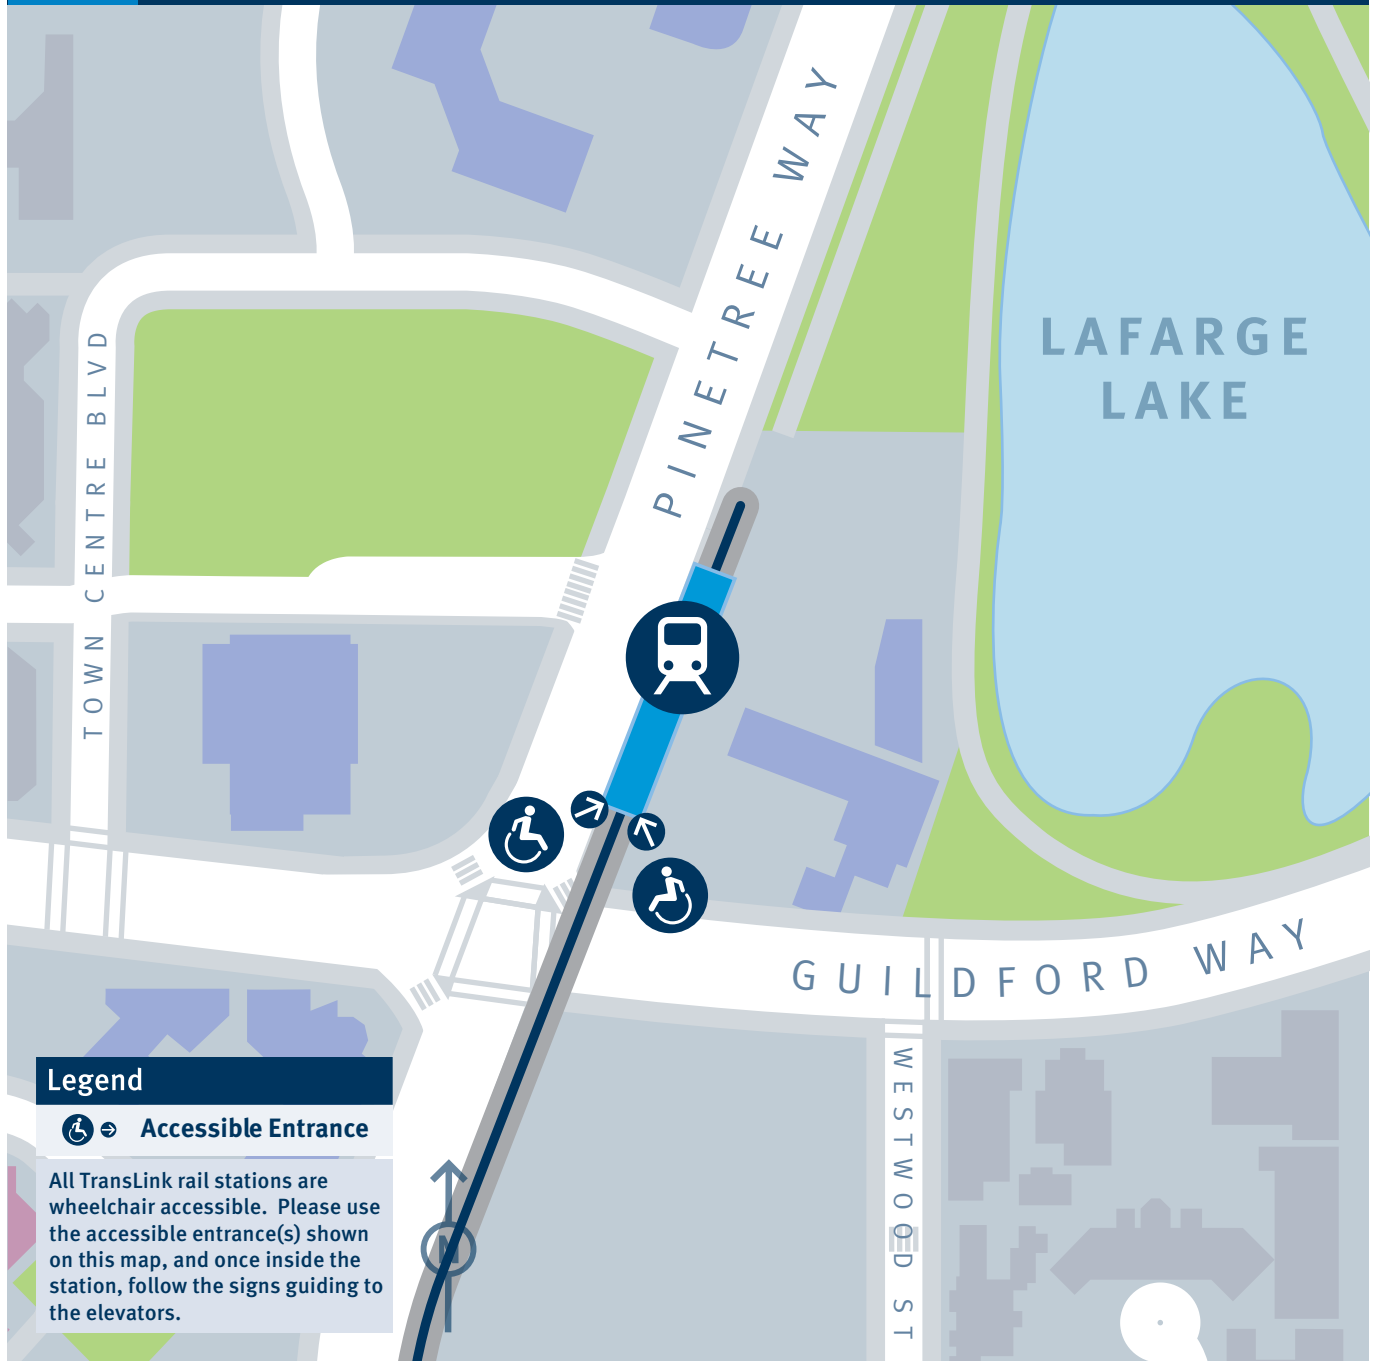 PINETREE WAY
LAFARGE
LAKE
TOWN CENTRE BLVD
GUILDFORD WAY
WESTWOOD ST
Legend
Accessible Entrance
All TransLink rail stations are
wheelchair accessible. Please use
the accessible entrance(s) shown
on this map, and once inside the
station, follow the signs guiding to
the elevators.
N